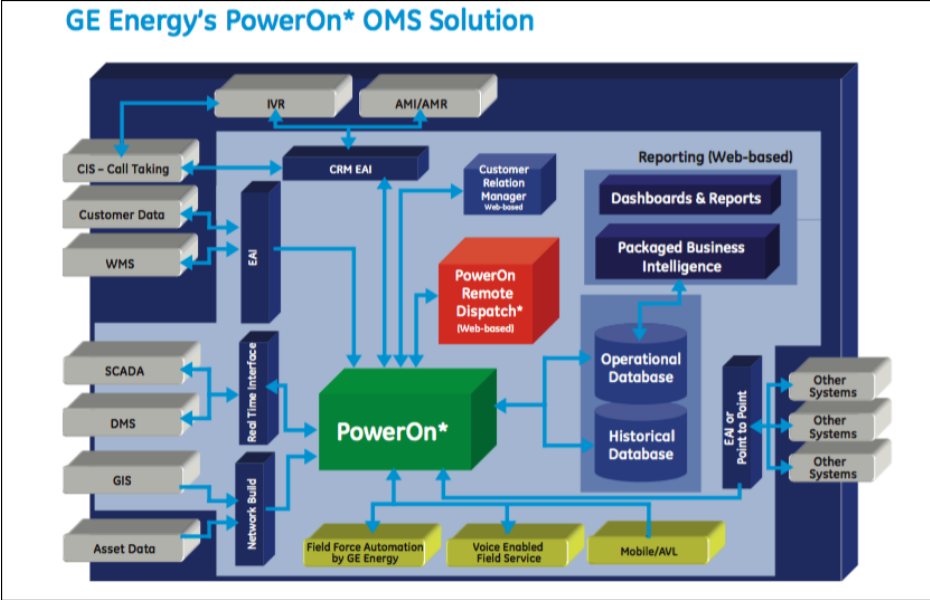 GE Energy's PowerOn* OMS Solution
IVR
AMI/AMR
CIS – Call Taking
CRM EAI
Customer Data
WMS
EAI
Customer
Relation
Manager
Web-based
Reporting (Web-based)
Dashboards & Reports
Packaged Business
Intelligence
PowerOn
Remote
Dispatch*
(Web-based)
SCADA
DMS
Real Time Interface
PowerOn*
Operational
Database
Historical
Database
EAI or
Point to Point
Other
Systems
Other
Systems
Other
Systems
GIS
Asset Data
Network Build
Field Force Automation
by GE Energy
Voice Enabled
Field Service
Mobile/AVL